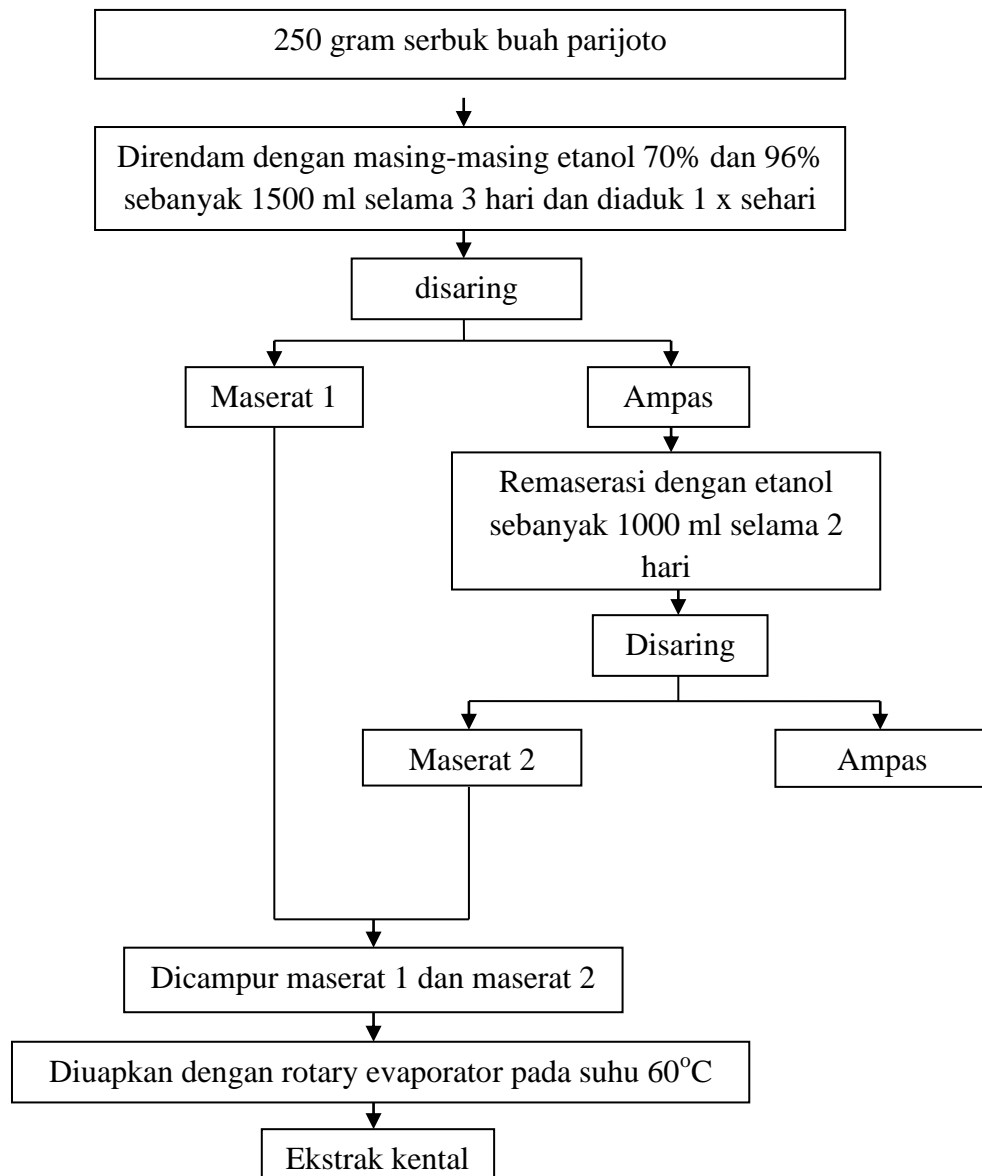 250 gram serbuk buah parijoto
Direndam dengan masing-masing etanol 70% dan 96%
sebanyak 1500 ml selama 3 hari dan diaduk 1 x sehari
disaring
Maserat 1
Ampas
Remaserasi dengan etanol
sebanyak 1000 ml selama 2
hari
Disaring
Maserat 2
Ampas
Dicampur maserat 1 dan maserat 2
Diuapkan dengan rotary evaporator pada suhu 60°C
Ekstrak kental